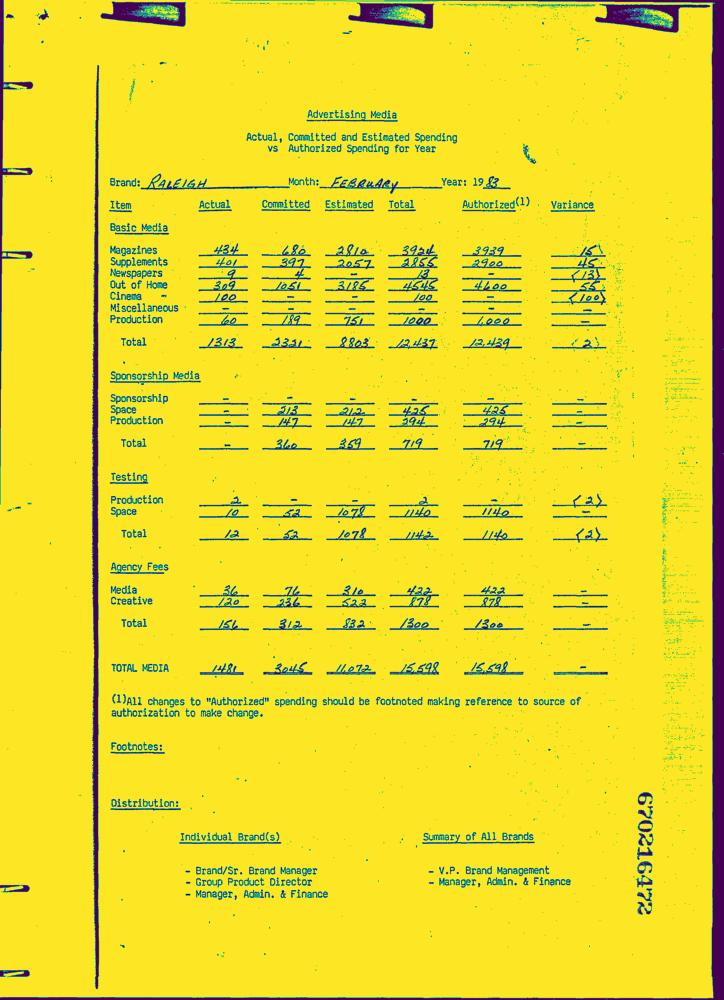 Advertising Media
Actual, Committed and Estimated Spending
vs Authorized Spending for Year
Brand: RALEIGH Month: FEBRUARY Year: 1983
Item Actual Committed Estimated Total Authorized(1) Variance
Basic Media
Magazines 434 680 2810 3924 3939 15
Supplements 401 397 2057 2855 2900 45
Newspapers 9 4 - 13 - (13)
Out of Home 309 1051 3185 4545 4600 55
Cinema - 100 - - 100 - (100)
Miscellaneous - - - - - -
Production 60 189 751 1000 1,000 -
Total 1313 2321 8803 12,437 12,439 (2)
Sponsorship Media
Sponsorship - - - - - -
Space - 213 212 425 425 -
Production - 147 147 294 294 -
Total - 360 359 719 719 -
Testing
Production 2 - - 2 - (2)
Space 10 52 1078 1140 1140 -
Total 12 52 1078 1142 1140 (2)
Agency Fees
Media 36 76 310 422 422 -
Creative 120 236 522 878 878 -
Total 156 312 832 1300 1300 -
TOTAL MEDIA 1481 3045 11,072 15,598 15,598 -
(1)All changes to "Authorized" spending should be footnoted making reference to source of
authorization to make change.
Footnotes:
Distribution:
Individual Brand(s) Summary of All Brands
- Brand/Sr. Brand Manager - V.P. Brand Management
- Group Product Director - Manager, Admin. & Finance
- Manager, Admin. & Finance
670216472